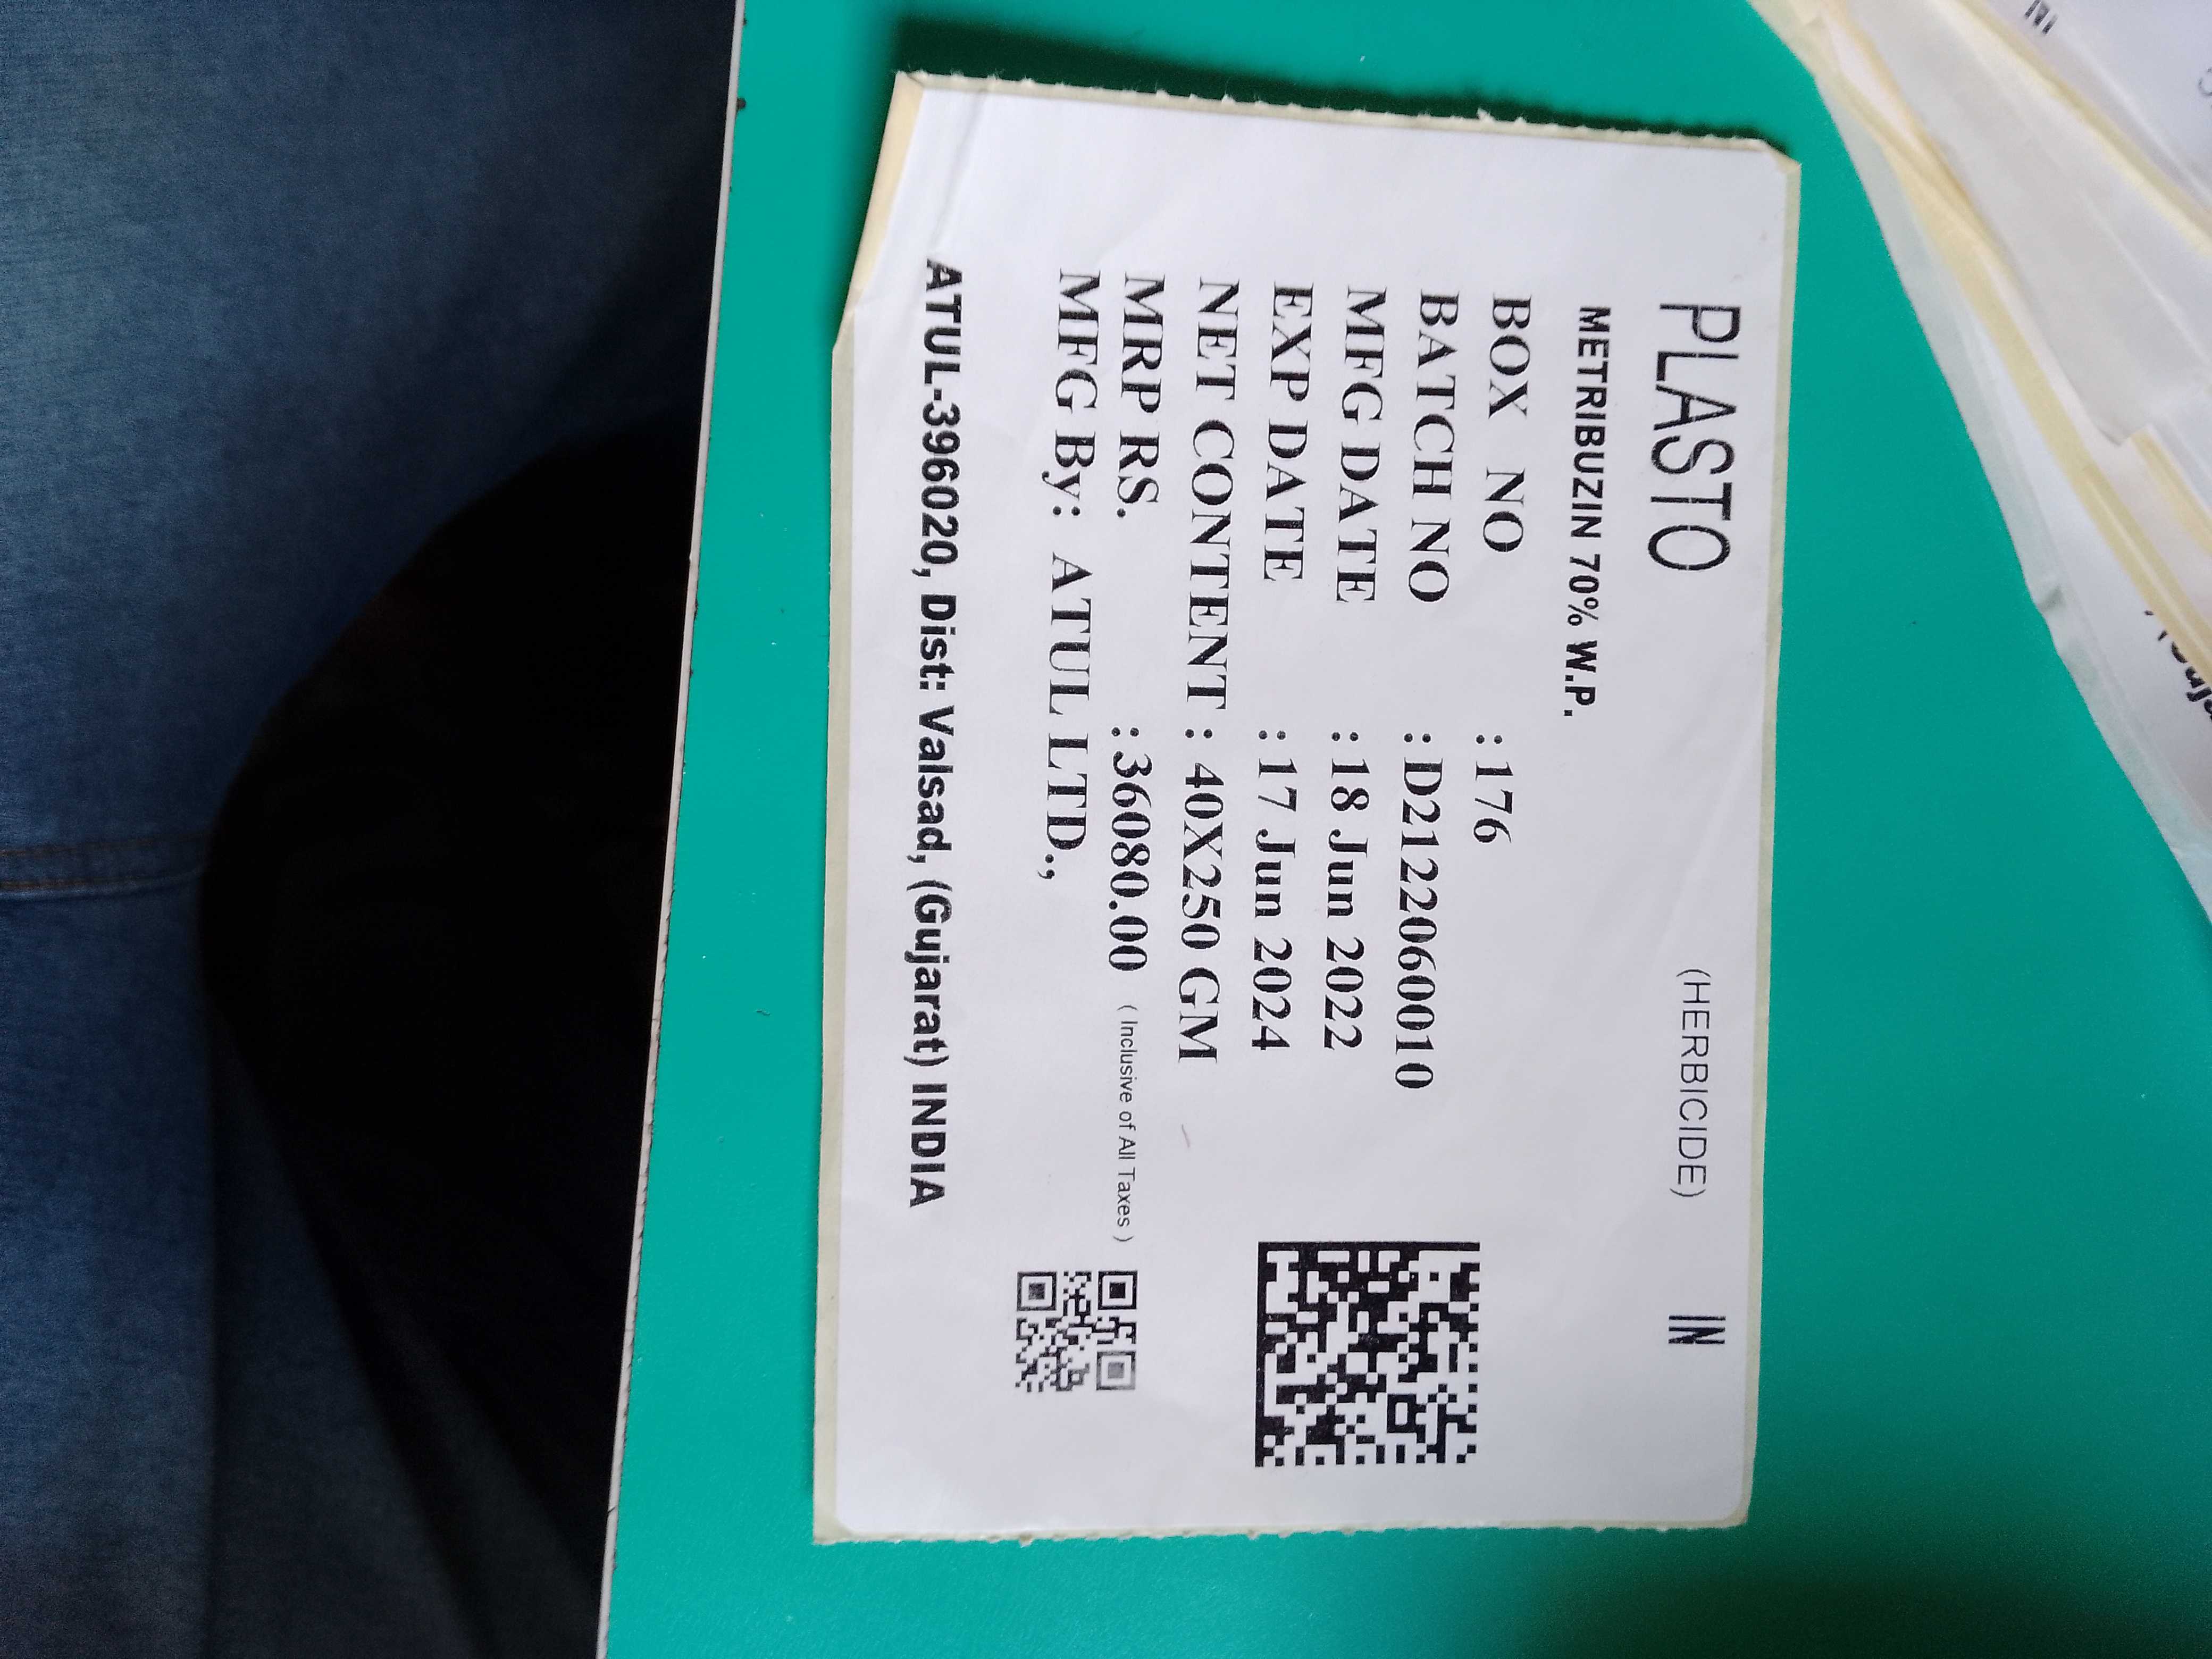 PLASTO (HERBICIDE) IN
METRIBUZIN 70% W.P.
BOX NO : 176
BATCH NO : D2122060010
MFG DATE : 18 Jun 2022
EXP DATE : 17 Jun 2024
NET CONTENT : 40X250 GM
MRP RS. : 36080.00 ( Inclusive of All Taxes )
MFG By: ATUL LTD.,
ATUL-396020, Dist: Valsad, (Gujarat) INDIA